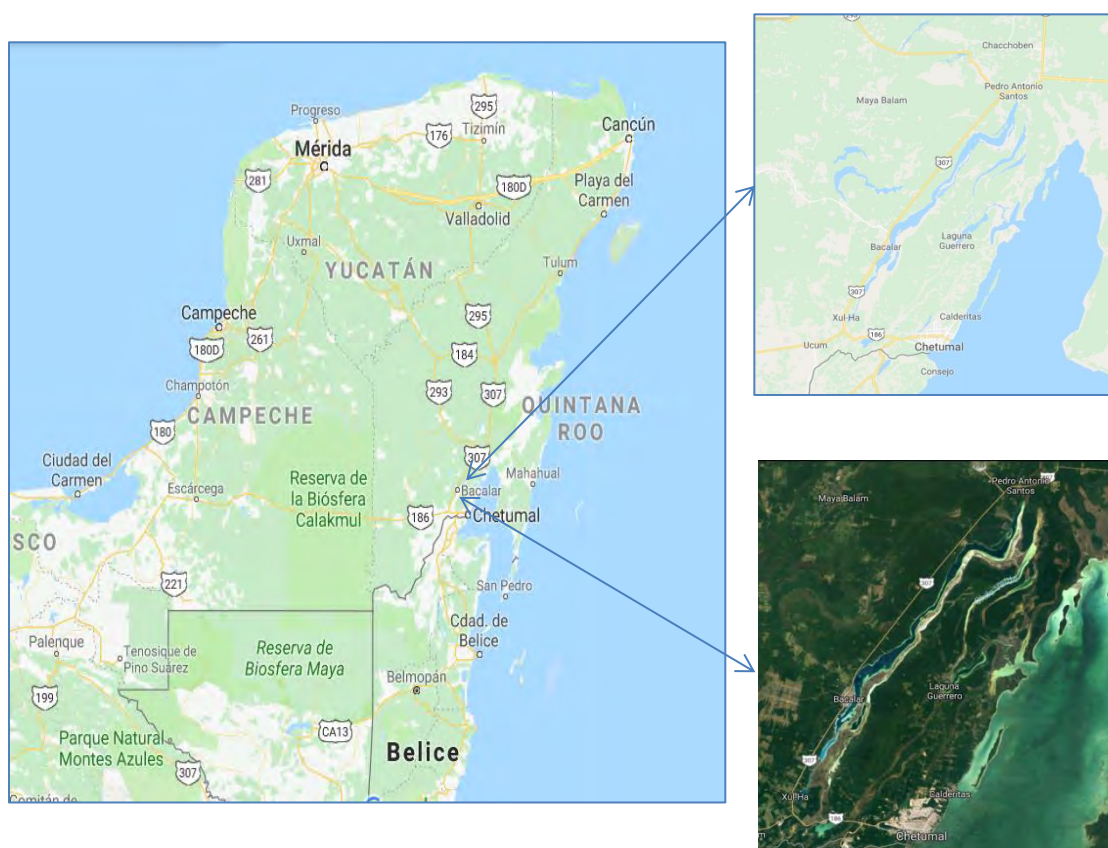 Progreso
295
Tizimín
Cancún
176
Mérida
281
180D
Playa del
Carmen
Valladolid
Uxmal
YUCATÁN
Tulum
Campeche
295
261
180D
184
Champotón
293
307
CAMPECHE
QUINTANA
ROO
180
307
Ciudad del
Carmen
Mahahual
Escárcega
Reserva de
la Biósfera
Calakmul
Bacalar
186
Chetumal
SCO
221
San Pedro
Cdad. de
Belice
Palenque
Tenosique de
Pino Suárez
Reserva de
Biosfera Maya
Belmopán
199
CA13
Parque Natural
Montes Azules
Belice
307
Comitán de
Chacchoben
Pedro Antonio
Santos
Maya Balam
307
Laguna
Guerrero
Bacalar
307
Xul-Ha
Calderitas
186
Ucum
Chetumal
Consejo
307
Pedro Antonio
Santos
Maya Balam
307
Laguna
Guerrero
Bacalar
307
Xul-Ha
Calderitas
186
Chetumal